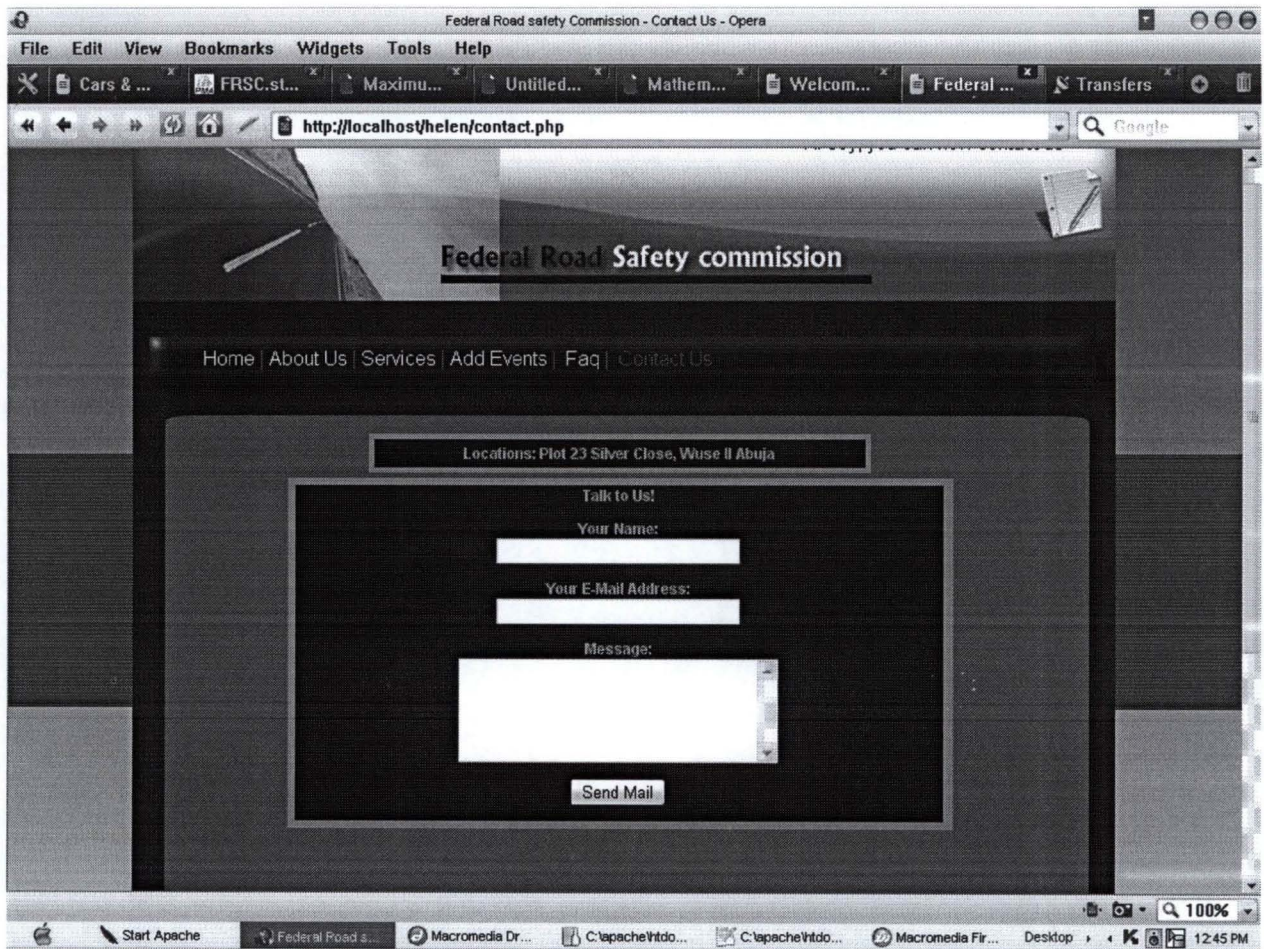 Federal Road safety Commission - Contact Us - Opera
File Edit View Bookmarks Widgets Tools Help
Cars & ... FRSC.st... Maximu... Untitled... Mathem... Welcom... Federal ... Transfers
http://localhost/helen/contact.php Google
Federal Road Safety commission
Home | About Us | Services | Add Events | Faq | Contact Us
Locations: Plot 23 Silver Close, Wuse II Abuja
Talk to Us!
Your Name:
Your E-Mail Address:
Message:
Send Mail
100%
Start Apache Federal Road s... Macromedia Dr... C:\apache\htdo... C:\apache\htdo... Macromedia Fir... Desktop 12:45 PM